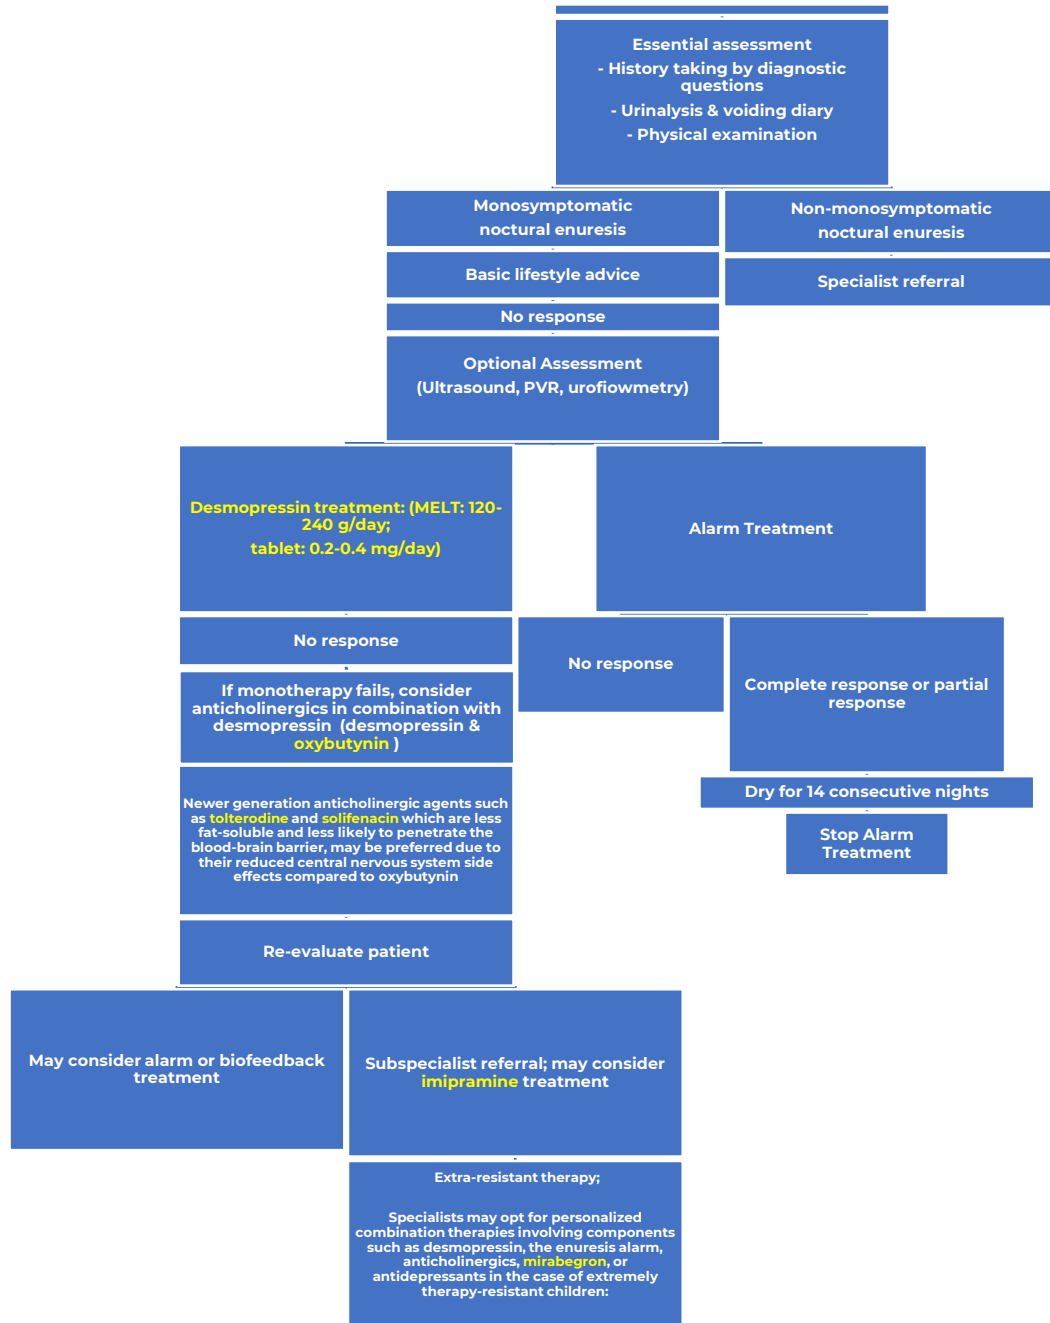 Essential assessment
- History taking by diagnostic
questions
- Urinalysis & voiding diary
- Physical examination
Monosymptomatic
noctural enuresis
Non-monosymptomatic
noctural enuresis
Basic lifestyle advice
Specialist referral
No response
Optional Assessment
(Ultrasound, PVR, urofiowmetry)
Desmopressin treatment: (MELT: 120-
240 g/day;
tablet: 0.2-0.4 mg/day)
Alarm Treatment
No response
No response
Complete response or partial
response
If monotherapy fails, consider
anticholinergics in combination with
desmopressin (desmopressin &
oxybutynin )
Dry for 14 consecutive nights
Stop Alarm
Treatment
Newer generation anticholinergic agents such
as tolterodine and solifenacin which are less
fat-soluble and less likely to penetrate the
blood-brain barrier, may be preferred due to
their reduced central nervous system side
effects compared to oxybutynin
Re-evaluate patient
May consider alarm or biofeedback
treatment
Subspecialist referral; may consider
imipramine treatment
Extra-resistant therapy;
Specialists may opt for personalized
combination therapies involving components
such as desmopressin, the enuresis alarm,
anticholinergics, mirabegron, or
antidepressants in the case of extremely
therapy-resistant children: